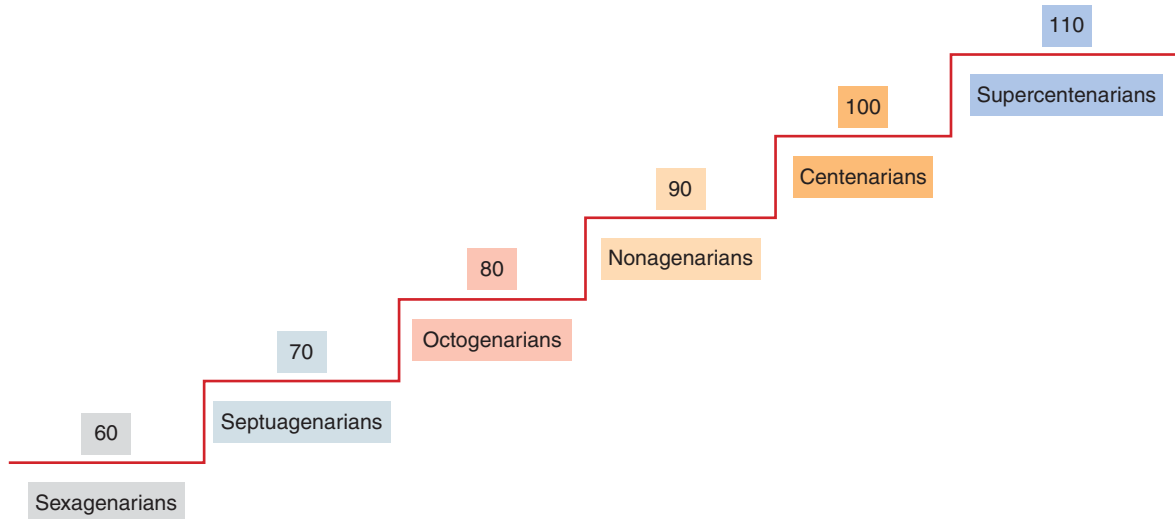 110
Supercentenarians
100
Centenarians
90
Nonagenarians
80
Octogenarians
70
Septuagenarians
60
Sexagenarians